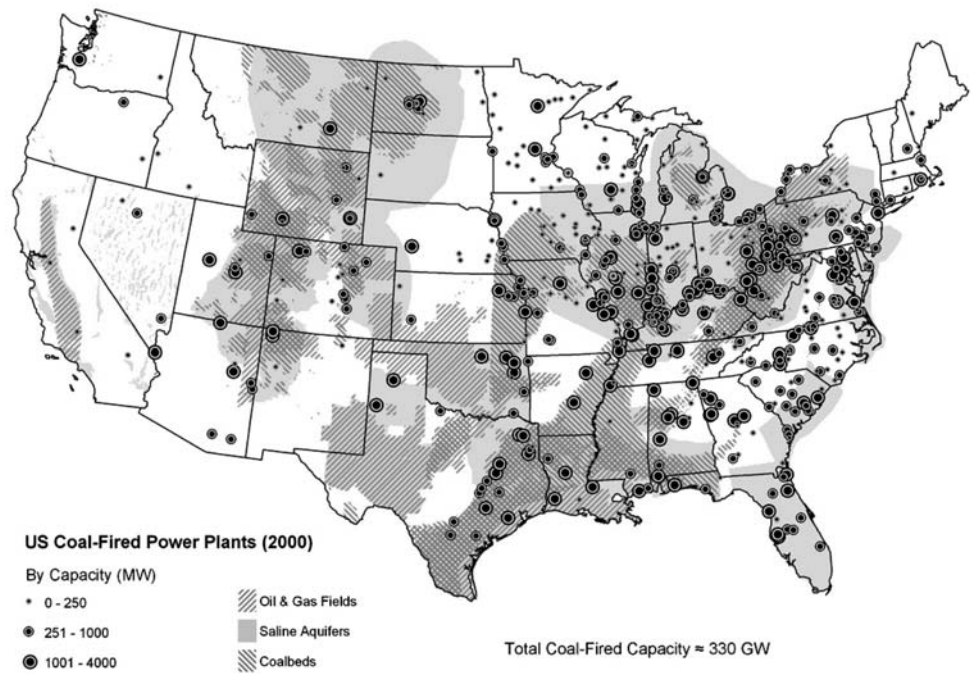 US Coal-Fired Power Plants (2000)
By Capacity (MW)
0 - 250
251 - 1000
1001 - 4000
Oil & Gas Fields
Saline Aquifers
Coalbeds
Total Coal-Fired Capacity ≈ 330 GW